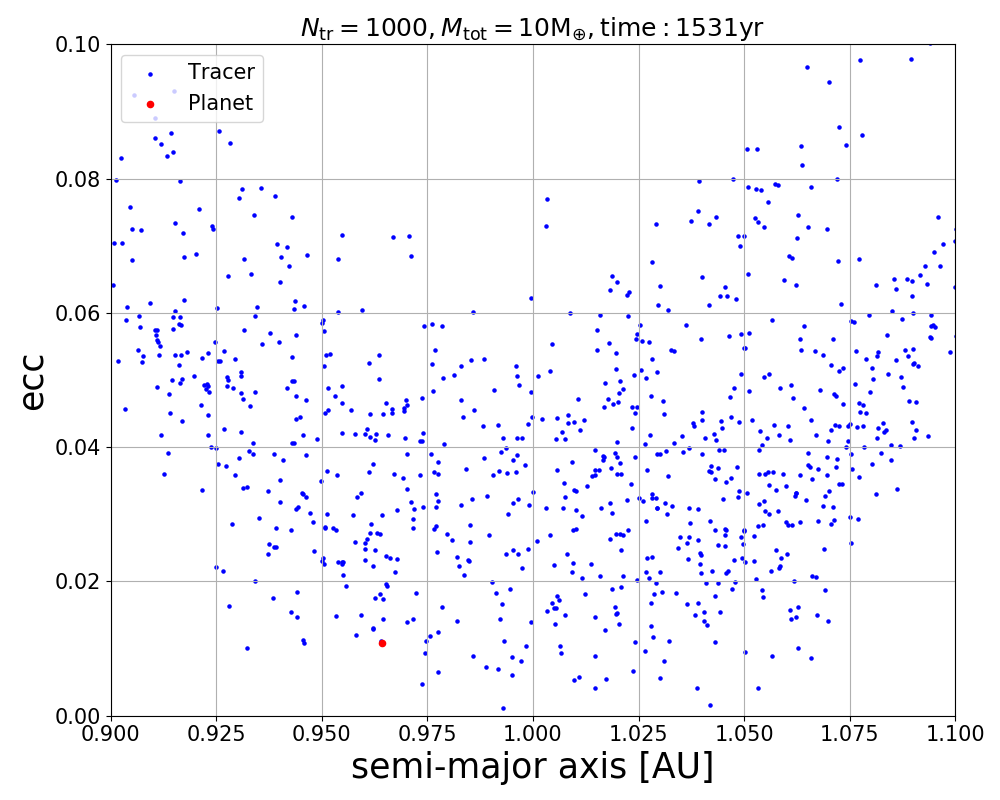 N_tr = 1000, M_tot = 10M_⊕, time : 1531yr
Tracer
Planet
ecc
0.10
0.08
0.06
0.04
0.02
0.00
0.900 0.925 0.950 0.975 1.000 1.025 1.050 1.075 1.100
semi-major axis [AU]